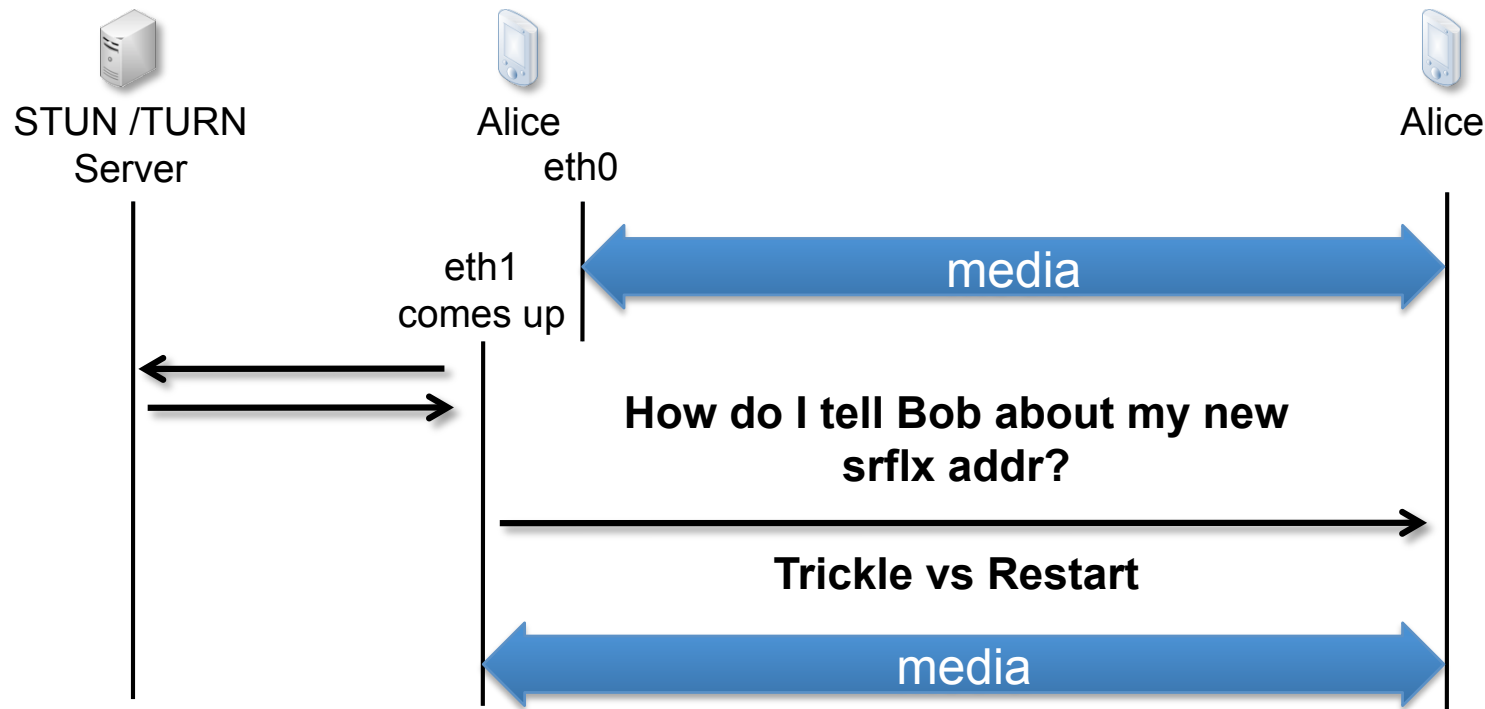 STUN /TURN
Server
Alice
eth0
Alice
eth1
comes up
media
How do I tell Bob about my new
srflx addr?
Trickle vs Restart
media